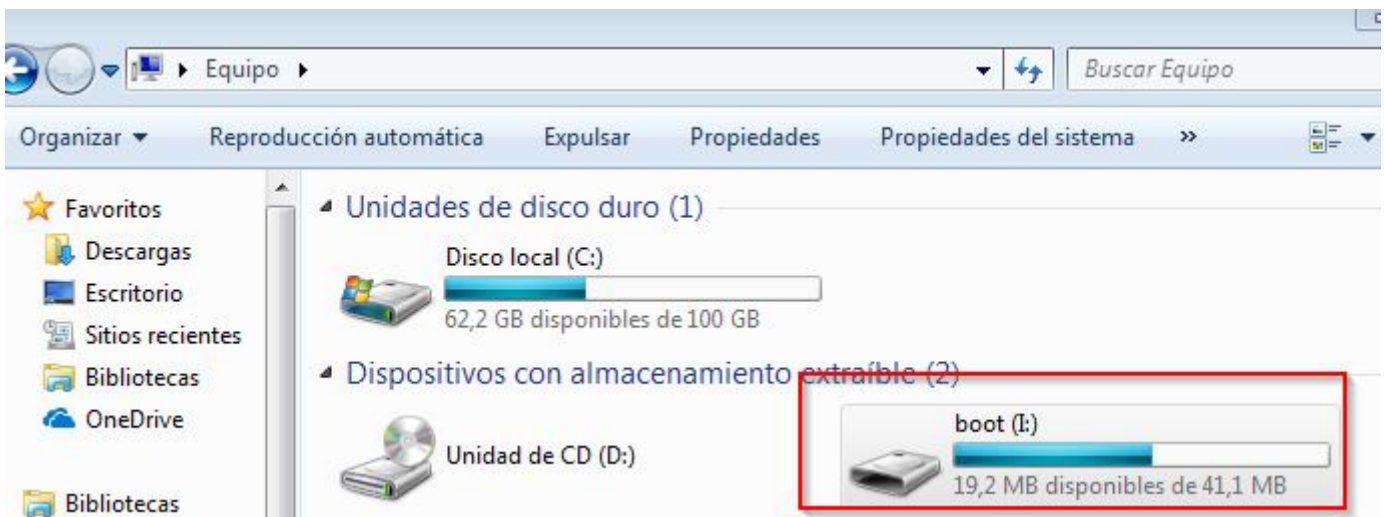 Equipo
Buscar Equipo
Organizar Reproducción automática Expulsar Propiedades Propiedades del sistema »
Favoritos
Descargas
Escritorio
Sitios recientes
Bibliotecas
OneDrive
Bibliotecas
Unidades de disco duro (1)
Disco local (C:)
62,2 GB disponibles de 100 GB
Dispositivos con almacenamiento extraíble (2)
Unidad de CD (D:)
boot (I:)
19,2 MB disponibles de 41,1 MB